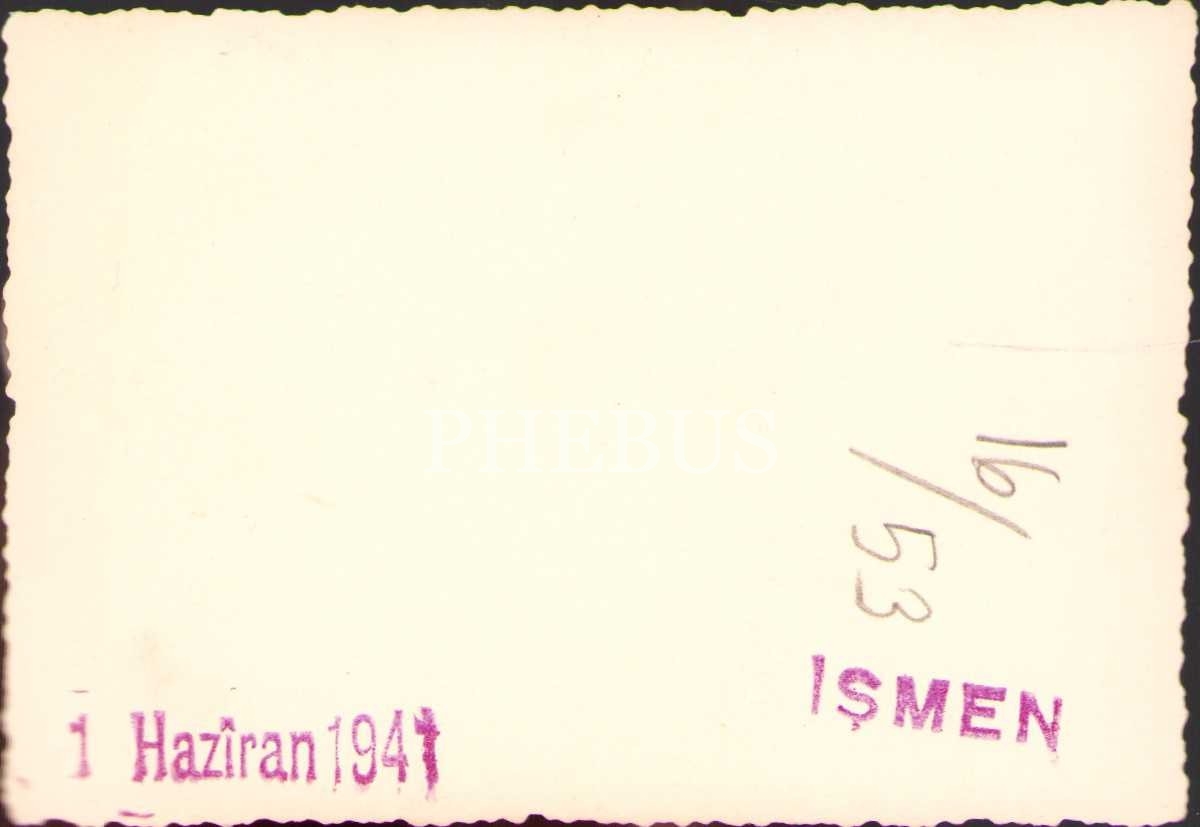 PHEBUS
16/53
IŞMEN
1 Hazîran 1941